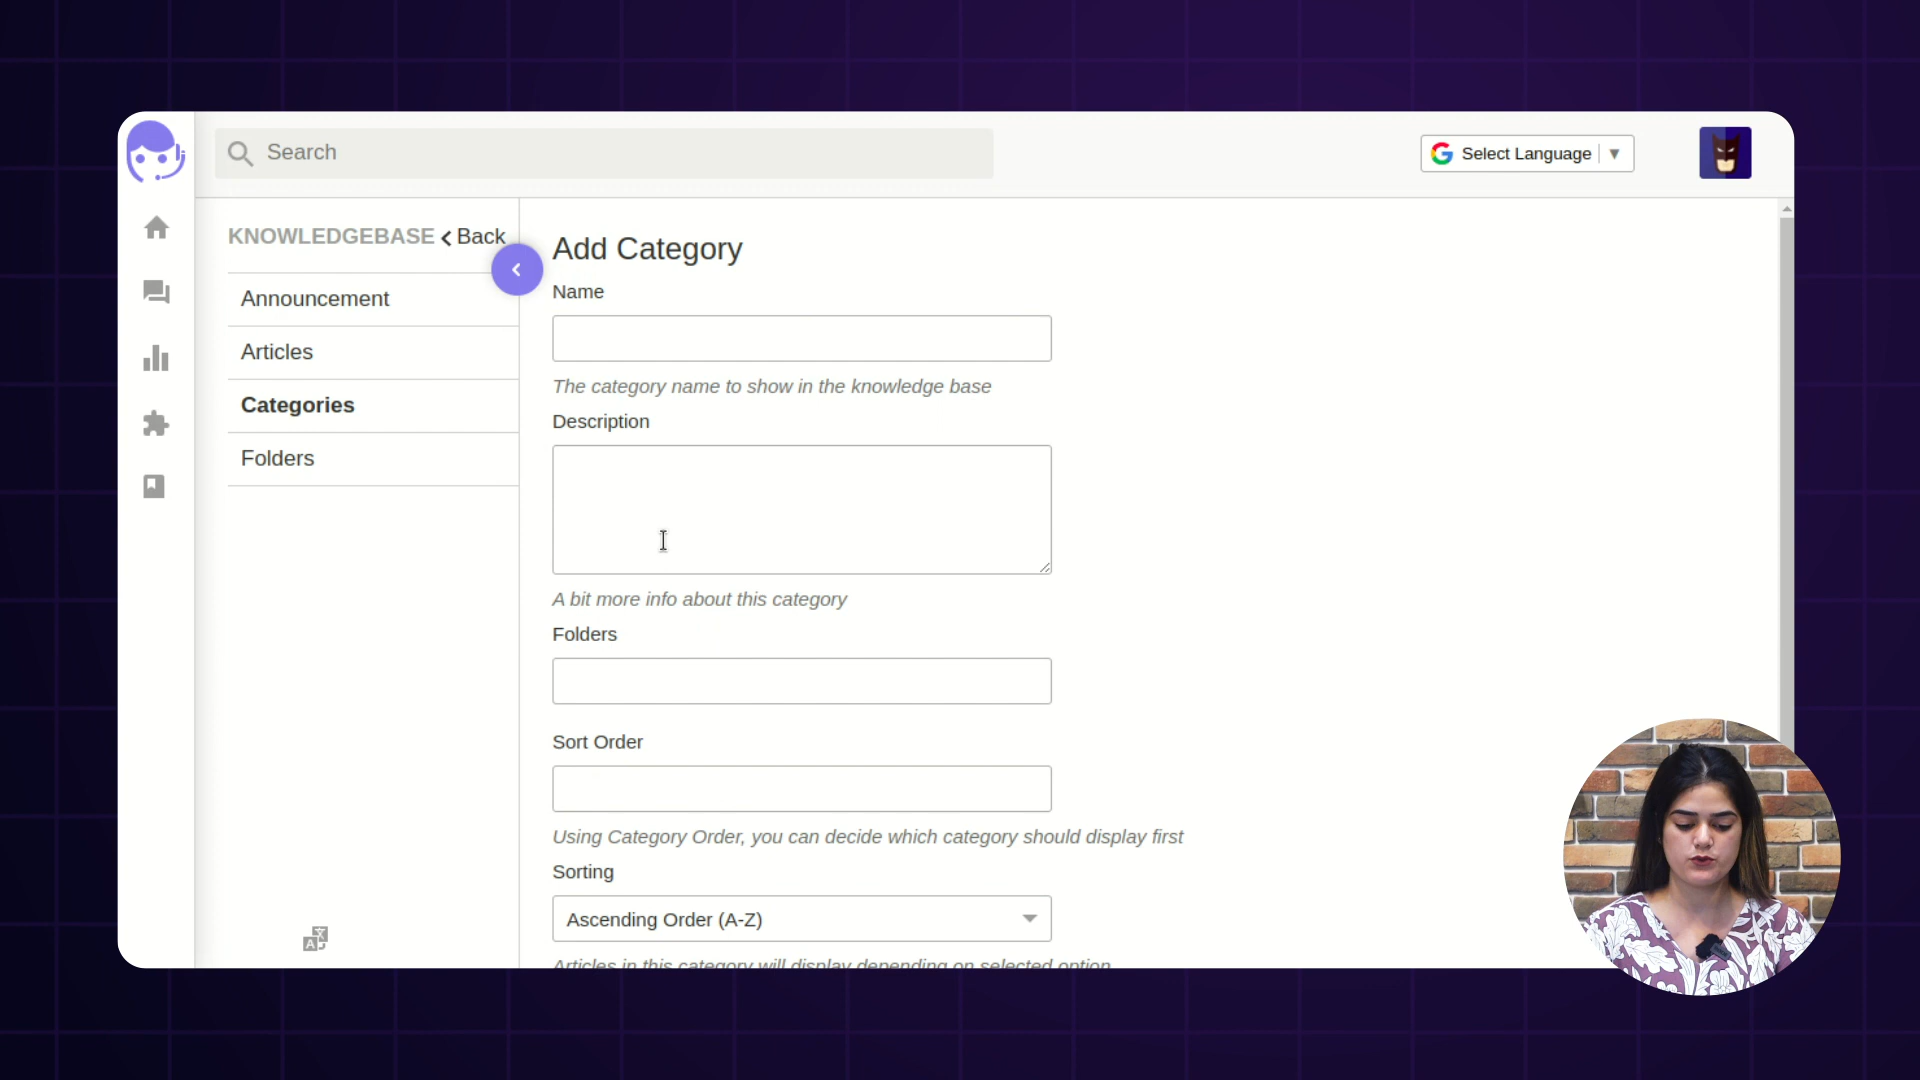 Search
Select Language ▼
KNOWLEDGEBASE
Back
Announcement
Articles
Categories
Folders
Add Category
Name
The category name to show in the knowledge base
Description
A bit more info about this category
Folders
Sort Order
Using Category Order, you can decide which category should display first
Sorting
Ascending Order (A-Z)
Articles in this category will display depending on selected option